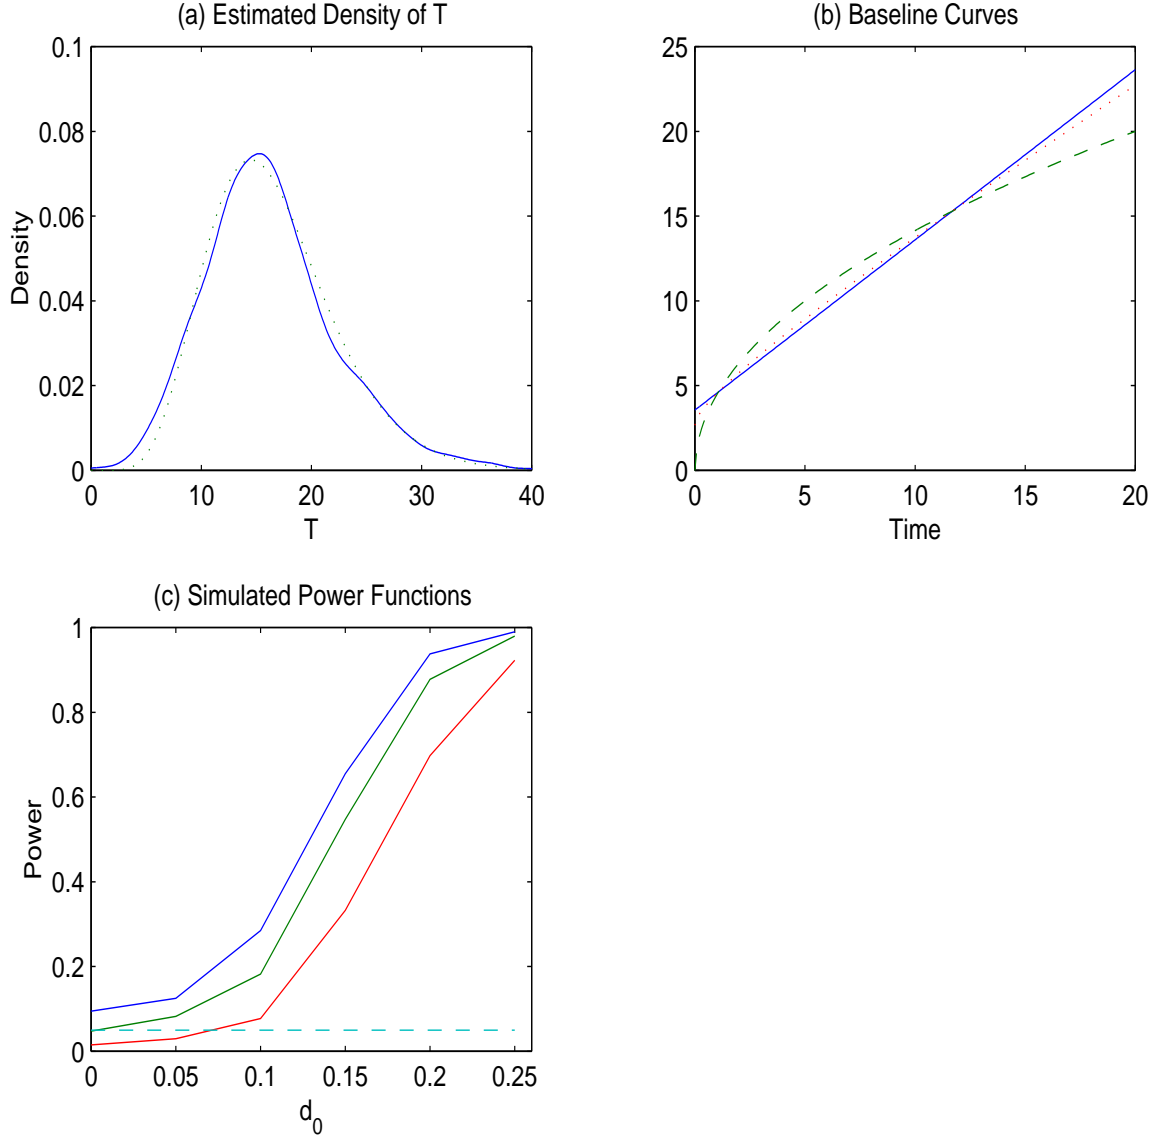 (a) Estimated Density of T
0.1
0.08
0.06
0.04
0.02
0
Density
0 10 20 30 40
T
(b) Baseline Curves
25
20
15
10
5
0
0 5 10 15 20
Time
(c) Simulated Power Functions
1
0.8
0.6
0.4
0.2
0
Power
0 0.05 0.1 0.15 0.2 0.25
d0